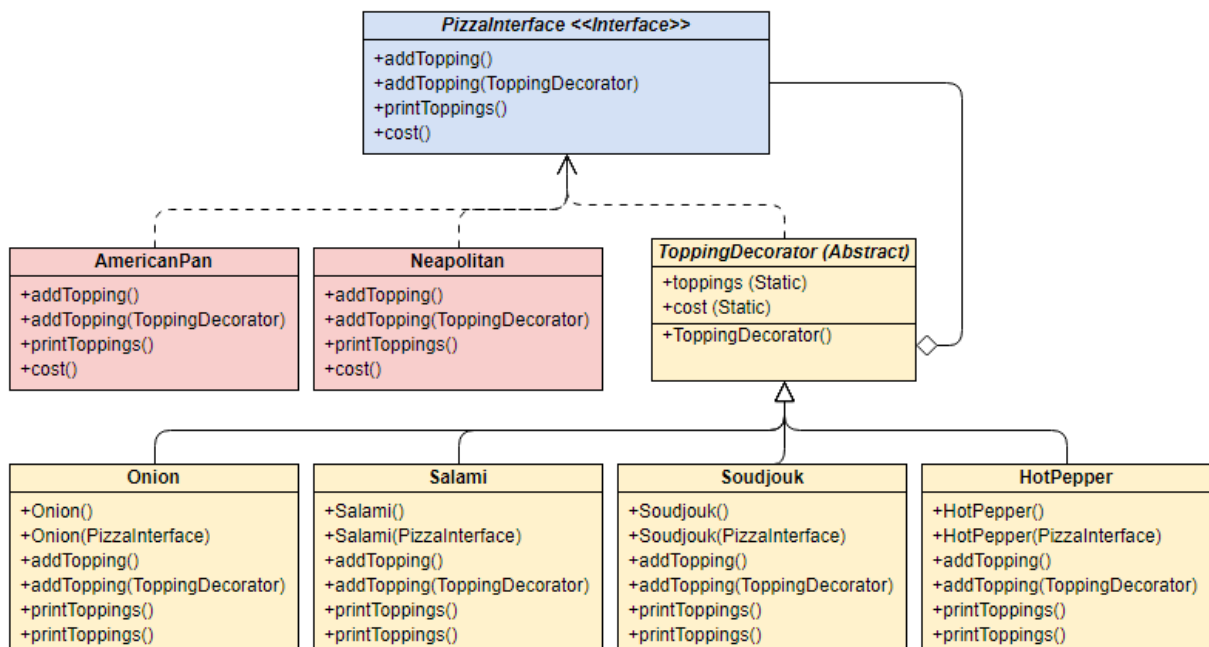 PizzaInterface <<Interface>>
+addTopping()
+addTopping(ToppingDecorator)
+printToppings()
+cost()
AmericanPan
+addTopping()
+addTopping(ToppingDecorator)
+printToppings()
+cost()
Neapolitan
+addTopping()
+addTopping(ToppingDecorator)
+printToppings()
+cost()
ToppingDecorator (Abstract)
+toppings (Static)
+cost (Static)
+ToppingDecorator()
Onion
+Onion()
+Onion(PizzaInterface)
+addTopping()
+addTopping(ToppingDecorator)
+printToppings()
+printToppings()
Salami
+Salami()
+Salami(PizzaInterface)
+addTopping()
+addTopping(ToppingDecorator)
+printToppings()
+printToppings()
Soudjouk
+Soudjouk()
+Soudjouk(PizzaInterface)
+addTopping()
+addTopping(ToppingDecorator)
+printToppings()
+printToppings()
HotPepper
+HotPepper()
+HotPepper(PizzaInterface)
+addTopping()
+addTopping(ToppingDecorator)
+printToppings()
+printToppings()